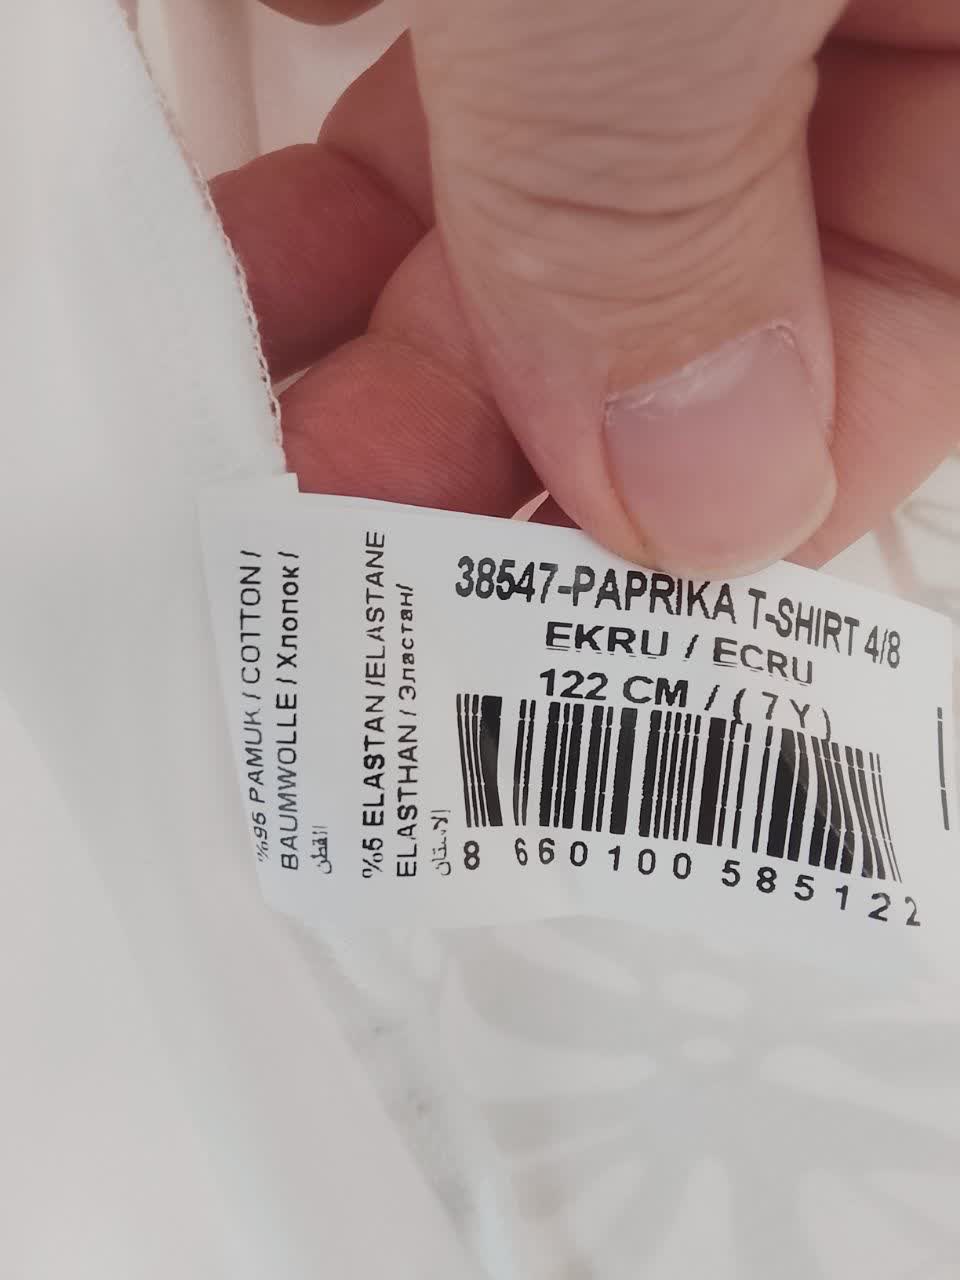 38547-PAPRIKA T-SHIRT 4/8
EKRU / ECRU
122 CM / ( 7 Y )
8 660100 585122
%95 PAMUK / COTTON /
BAUMWOLLE / Хлопок /
القطن
%5 ELASTAN /ELASTANE
ELASTHAN / Эластан/
الاستان